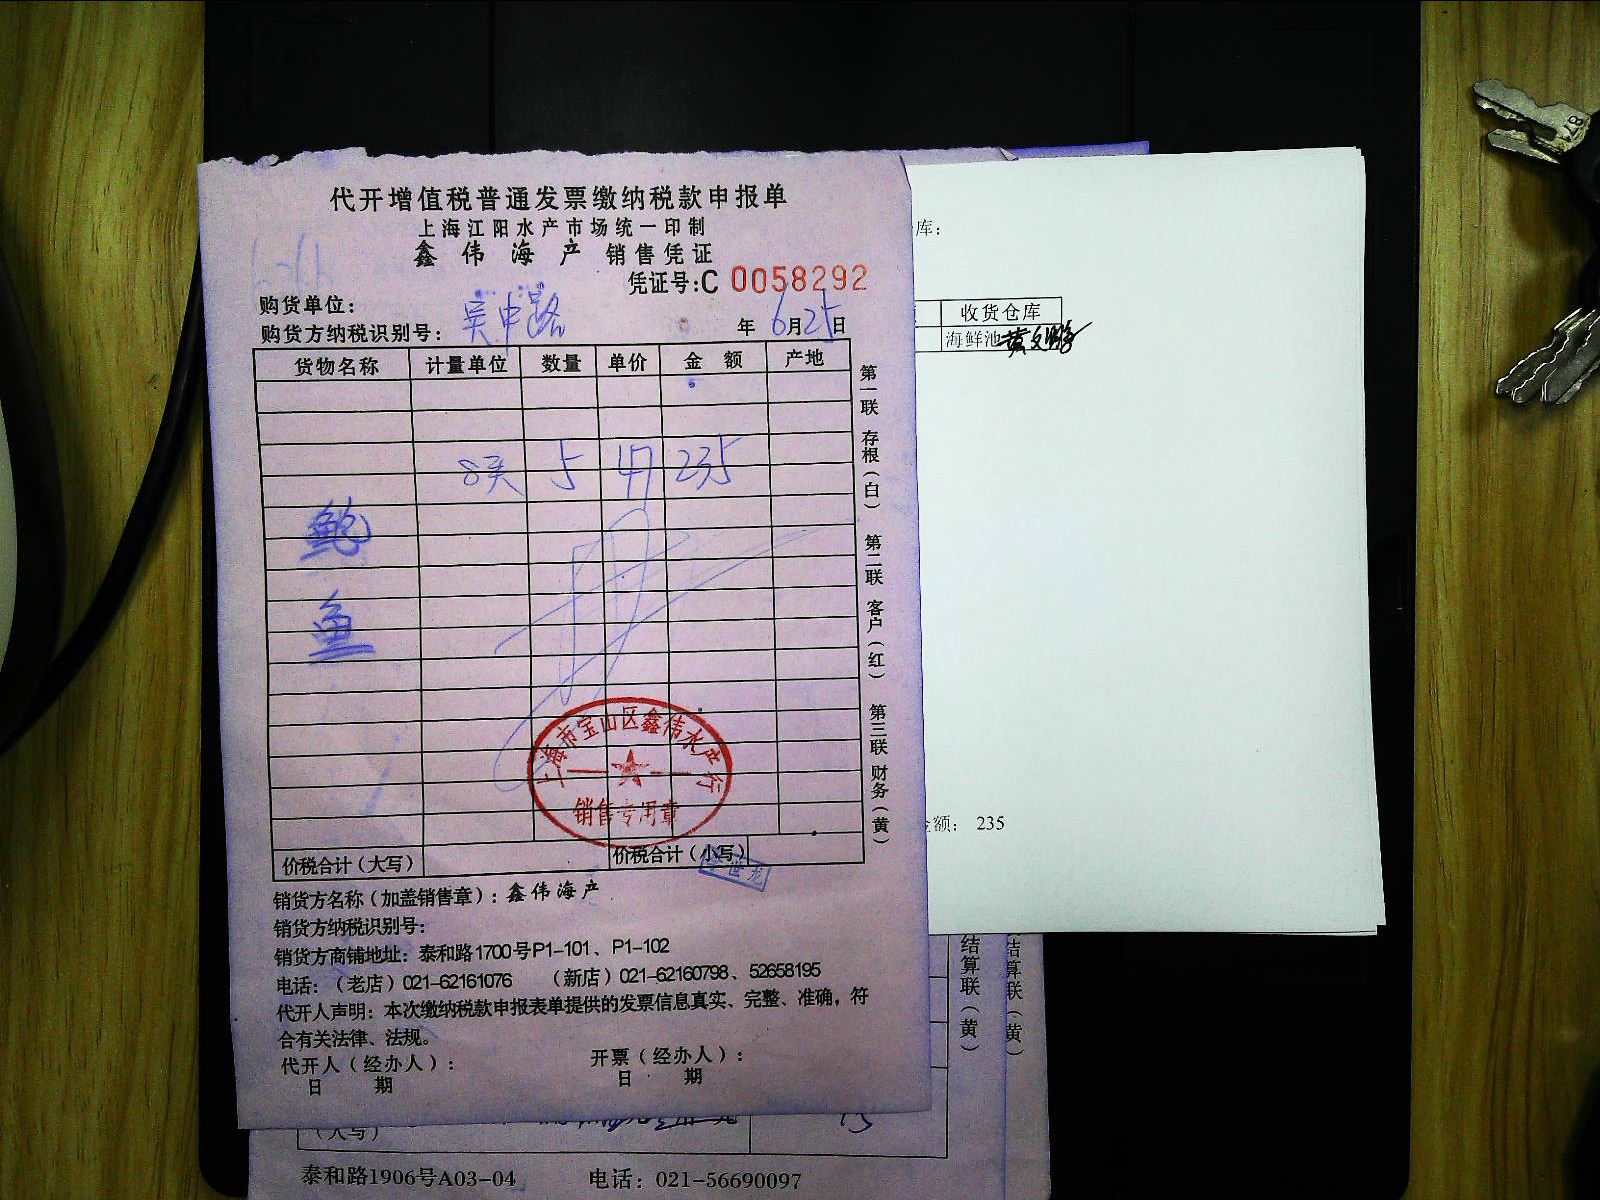 代开增值税普通发票缴纳税款申报单
上海江阳水产市场统一印制
鑫伟海产 销售凭证
凭证号:C 0058292
购货单位:
购货方纳税识别号: 吴中路 年6月25日
货物名称 计量单位 数量 单价 金额 产地
8头 5 47 235
鲍
鱼
第一联 存根(白) 第二联 客户(红) 第三联 财务(黄)
上海市宝山区鑫伟水产行
销售专用章
价税合计(大写) 价税合计(小写)
销货方名称(加盖销售章):鑫伟海产
销货方纳税识别号:
销货方商铺地址:泰和路1700号P1-101、P1-102
电话:(老店)021-62161076 (新店)021-62160798、52658195
代开人声明:本次缴纳税款申报表单提供的发票信息真实、完整、准确,符
合有关法律、法规。
代开人(经办人): 开票(经办人):
日期 日期
库:
收货仓库
海鲜池
金额: 235
结算联(黄)
结算联(黄)
(大写)
泰和路1906号A03-04 电话:021-56690097